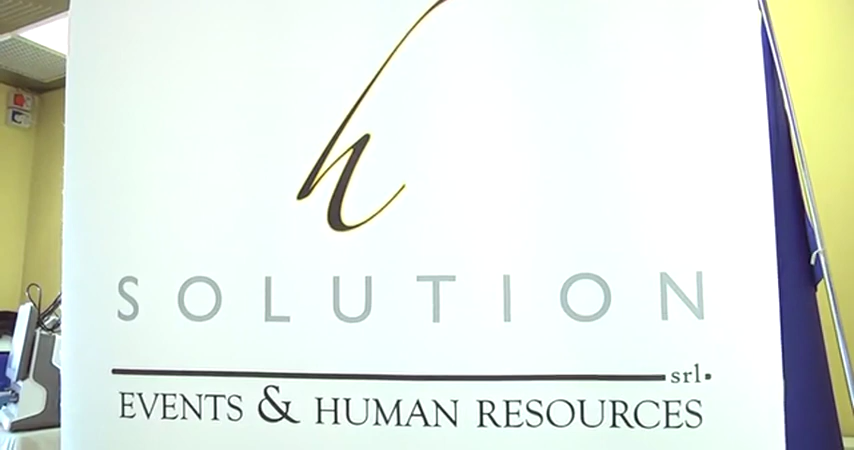 h
SOLUTION
srl.
EVENTS & HUMAN RESOURCES